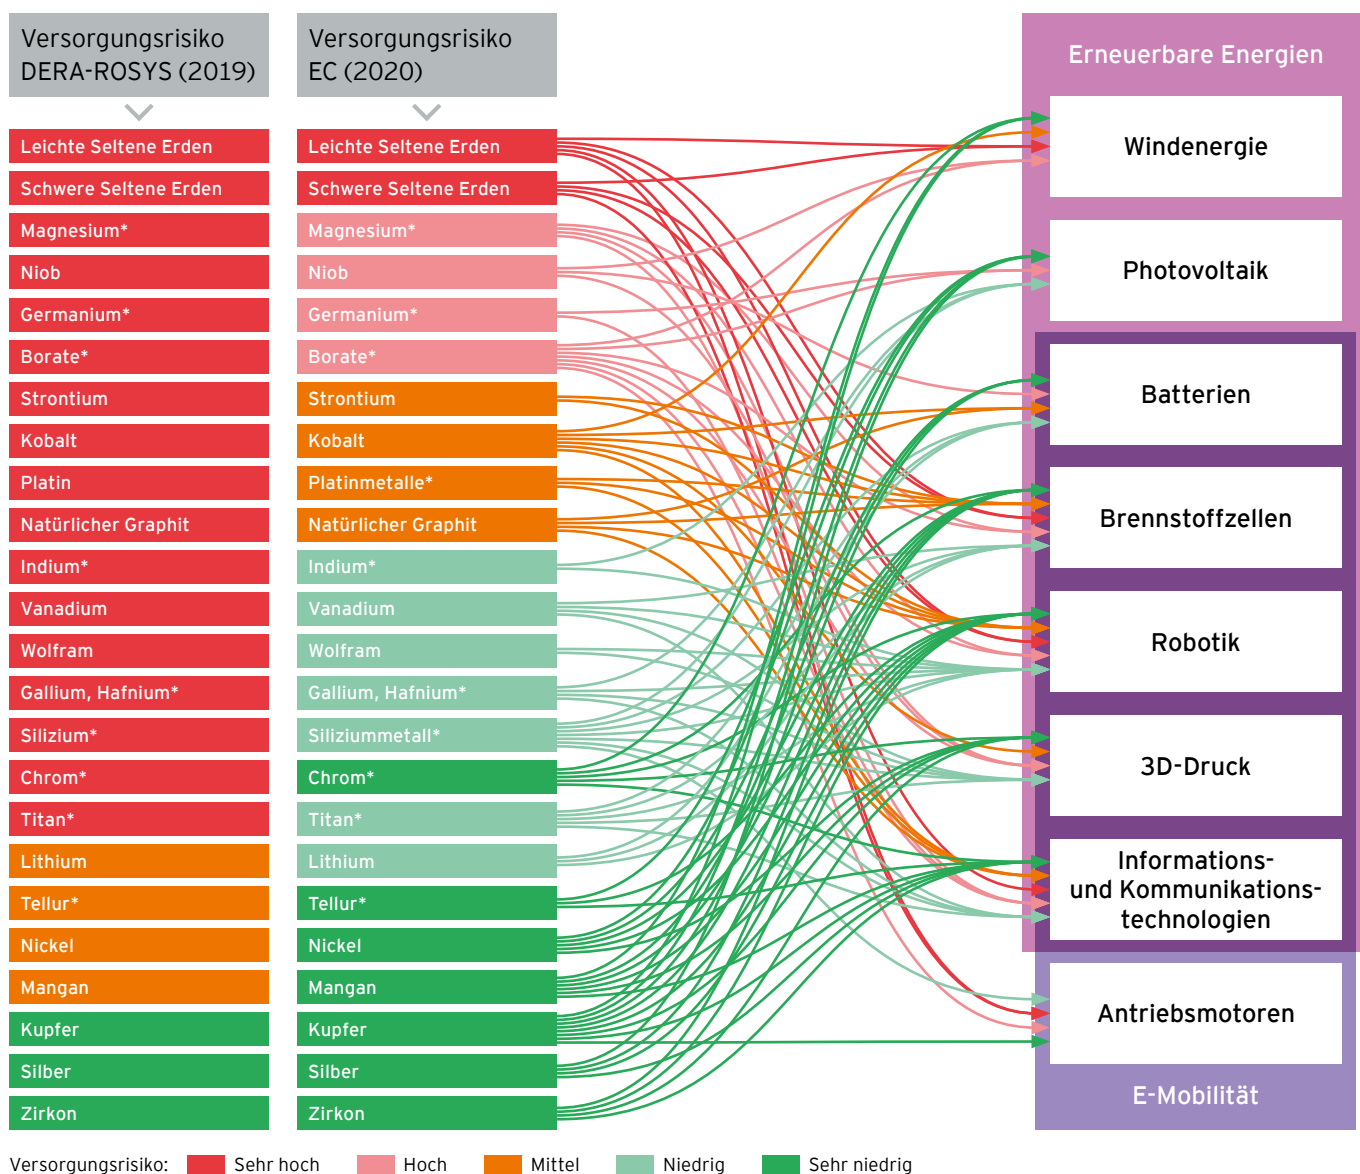 Versorgungsrisiko
DERA-ROSYS (2019)
Leichte Seltene Erden
Schwere Seltene Erden
Magnesium*
Niob
Germanium*
Borate*
Strontium
Kobalt
Platin
Natürlicher Graphit
Indium*
Vanadium
Wolfram
Gallium, Hafnium*
Silizium*
Chrom*
Titan*
Lithium
Tellur*
Nickel
Mangan
Kupfer
Silber
Zirkon
Versorgungsrisiko
EC (2020)
Leichte Seltene Erden
Schwere Seltene Erden
Magnesium*
Niob
Germanium*
Borate*
Strontium
Kobalt
Platinmetalle*
Natürlicher Graphit
Indium*
Vanadium
Wolfram
Gallium, Hafnium*
Siliziummetall*
Chrom*
Titan*
Lithium
Tellur*
Nickel
Mangan
Kupfer
Silber
Zirkon
Erneuerbare Energien
Windenergie
Photovoltaik
Batterien
Brennstoffzellen
Robotik
3D-Druck
Informations-
und Kommunikations-
technologien
Antriebsmotoren
E-Mobilität
Versorgungsrisiko: Sehr hoch Hoch Mittel Niedrig Sehr niedrig